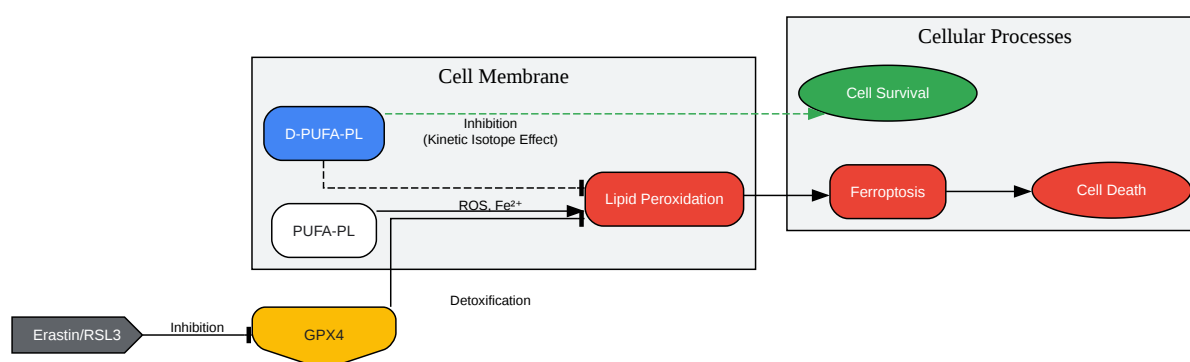 Cellular Processes
Cell Membrane
Cell Survival
D-PUFA-PL
Inhibition
(Kinetic Isotope Effect)
Lipid Peroxidation
Ferroptosis
Cell Death
ROS, Fe²⁺
PUFA-PL
Detoxification
Erastin/RSL3
Inhibition
GPX4